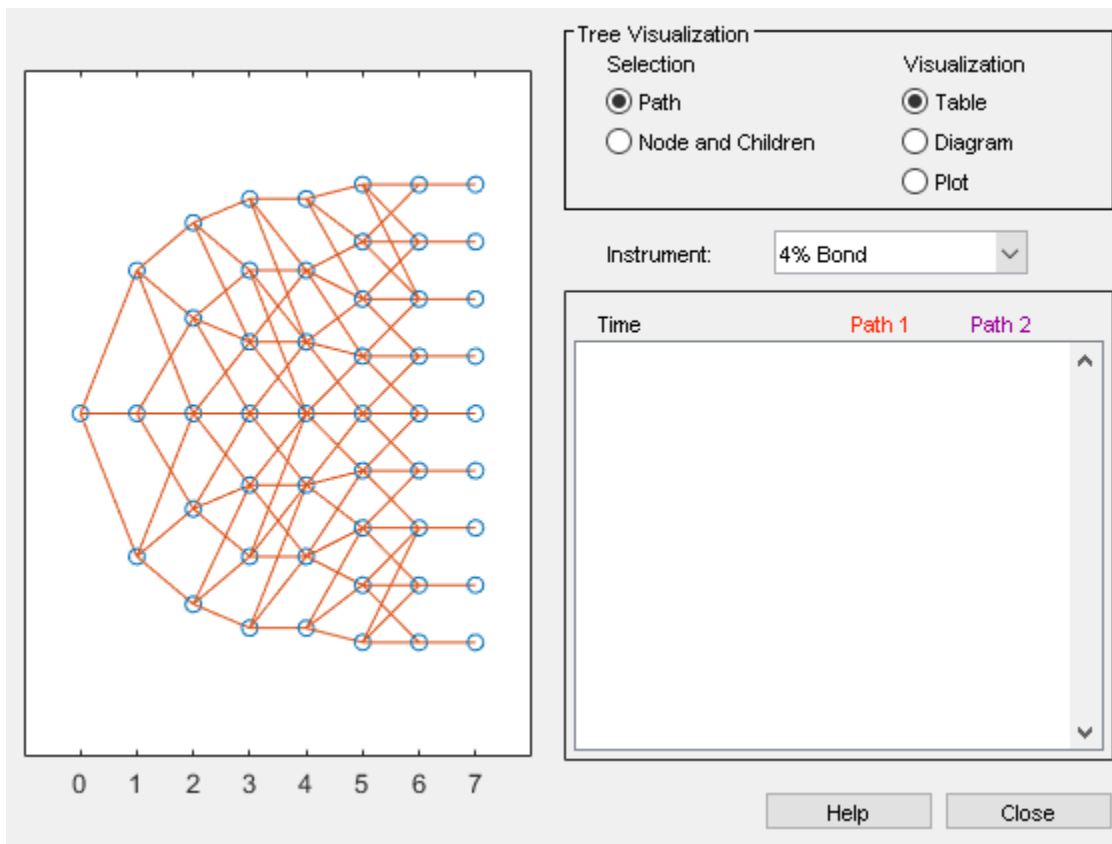 Tree Visualization
Selection
Visualization
Path
Table
Node and Children
Diagram
Plot
Instrument:
4% Bond
Time Path 1 Path 2
0 1 2 3 4 5 6 7
Help
Close